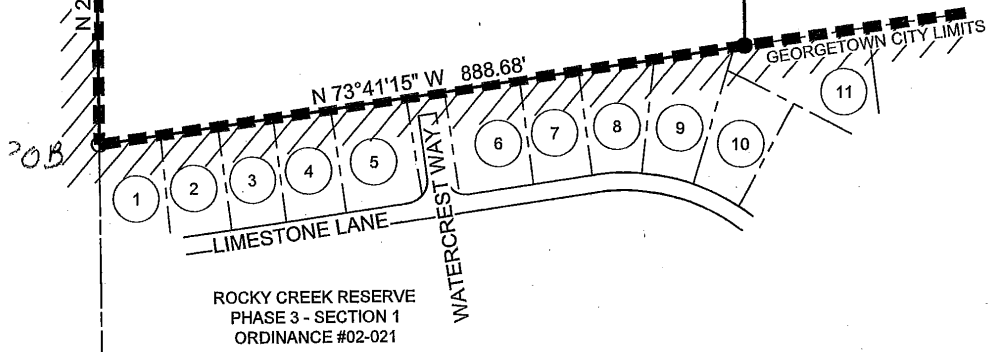 N 2
N 73°41'15" W 888.68'
GEORGETOWN CITY LIMITS
POB
1
2
3
4
5
6
7
8
9
10
11
LIMESTONE LANE
WATERCREST WAY
ROCKY CREEK RESERVE
PHASE 3 - SECTION 1
ORDINANCE #02-021